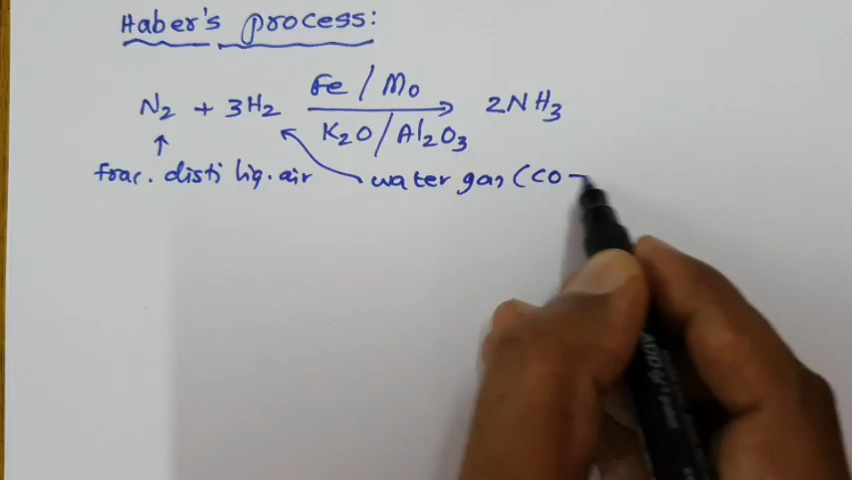 Haber's process:
Fe / Mo
N2 + 3H2 → 2NH3
K2O / Al2O3
frac. disti liq. air water gas (CO